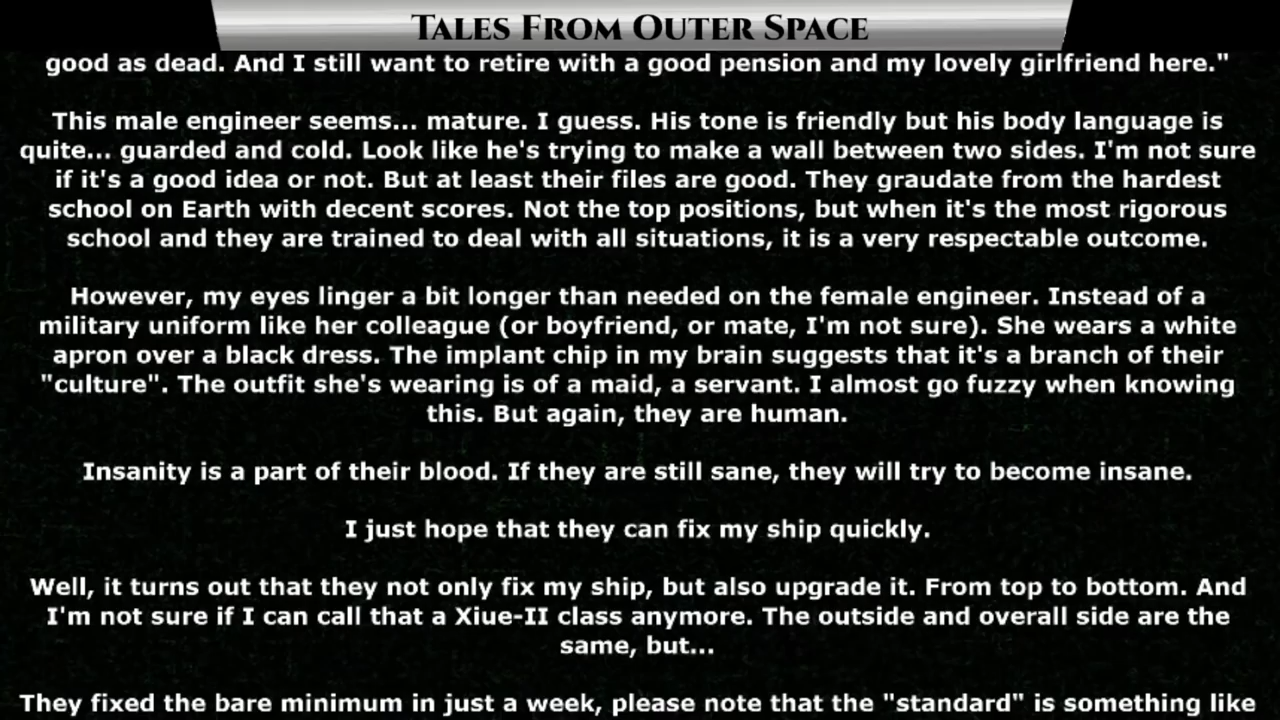 Tales From Outer Space
good as dead. And I still want to retire with a good pension and my lovely girlfriend here."
This male engineer seems... mature. I guess. His tone is friendly but his body language is
quite... guarded and cold. Look like he's trying to make a wall between two sides. I'm not sure
if it's a good idea or not. But at least their files are good. They graudate from the hardest
school on Earth with decent scores. Not the top positions, but when it's the most rigorous
school and they are trained to deal with all situations, it is a very respectable outcome.
However, my eyes linger a bit longer than needed on the female engineer. Instead of a
military uniform like her colleague (or boyfriend, or mate, I'm not sure). She wears a white
apron over a black dress. The implant chip in my brain suggests that it's a branch of their
"culture". The outfit she's wearing is of a maid, a servant. I almost go fuzzy when knowing
this. But again, they are human.
Insanity is a part of their blood. If they are still sane, they will try to become insane.
I just hope that they can fix my ship quickly.
Well, it turns out that they not only fix my ship, but also upgrade it. From top to bottom. And
I'm not sure if I can call that a Xiue-II class anymore. The outside and overall side are the
same, but...
They fixed the bare minimum in just a week, please note that the "standard" is something like